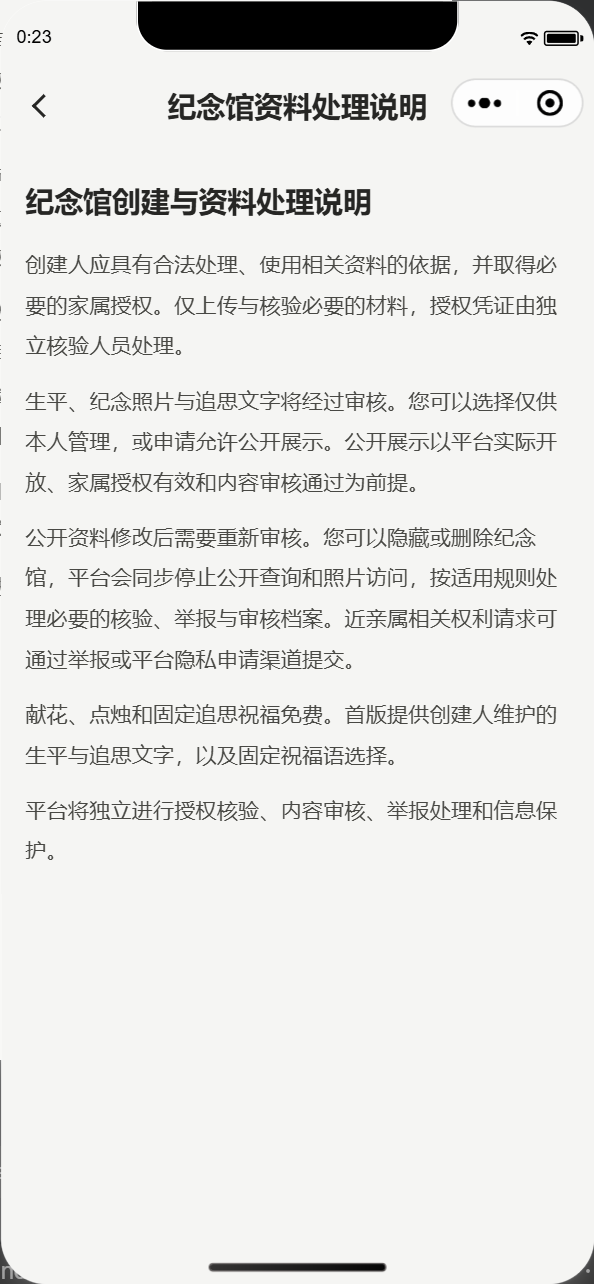 0:23
纪念馆资料处理说明
纪念馆创建与资料处理说明
创建人应具有合法处理、使用相关资料的依据，并取得必
要的家属授权。仅上传与核验必要的材料，授权凭证由独
立核验人员处理。
生平、纪念照片与追思文字将经过审核。您可以选择仅供
本人管理，或申请允许公开展示。公开展示以平台实际开
放、家属授权有效和内容审核通过为前提。
公开资料修改后需要重新审核。您可以隐藏或删除纪念
馆，平台会同步停止公开查询和照片访问，按适用规则处
理必要的核验、举报与审核档案。近亲属相关权利请求可
通过举报或平台隐私申请渠道提交。
献花、点烛和固定追思祝福免费。首版提供创建人维护的
生平与追思文字，以及固定祝福语选择。
平台将独立进行授权核验、内容审核、举报处理和信息保
护。